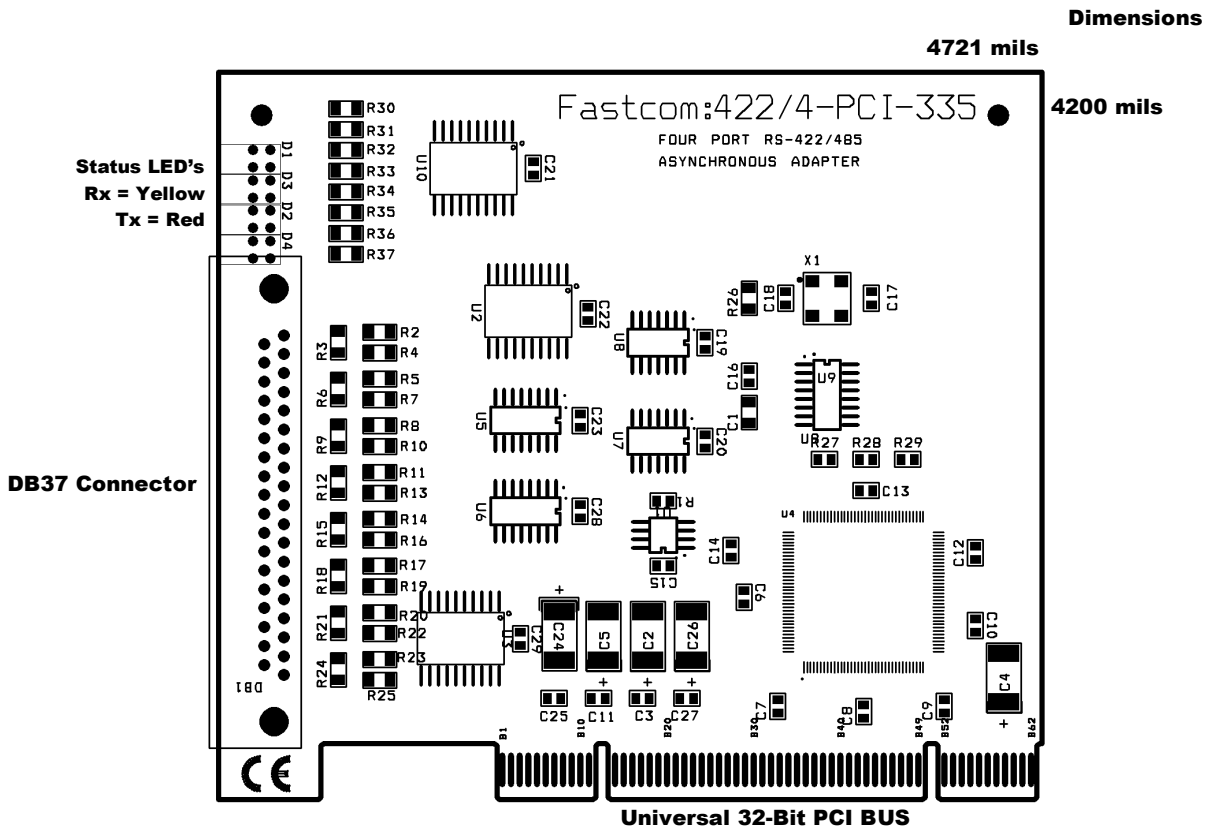 Dimensions
4721 mils
4200 mils
Fastcom:422/4-PCI-335
FOUR PORT RS-422/485
ASYNCHRONOUS ADAPTER
Status LED's
Rx = Yellow
Tx = Red
D1
D3
D2
D4
R30
R31
R32
R33
R34
R35
R36
R37
U10
C21
X1
R26
C18
C17
U2
C22
U8
C19
R3
R2
R4
C16
U9
R6
R5
R7
C1
U5
C23
U7
C20
R9
R8
R10
U8
R27
R28
R29
DB37 Connector
R12
R11
R13
C13
U6
C28
R1
U4
R15
R14
R16
C14
C12
R18
R17
R19
C15
C6
R21
R20
R22
U3
C29
+
C24
C5
C2
C26
C10
R24
R23
R25
C4
+
DB1
C25
+
C11
+
C3
+
C27
C7
C8
C9
B1
B10
B20
B30
B40
B49
B52
B62
CE
Universal 32-Bit PCI BUS